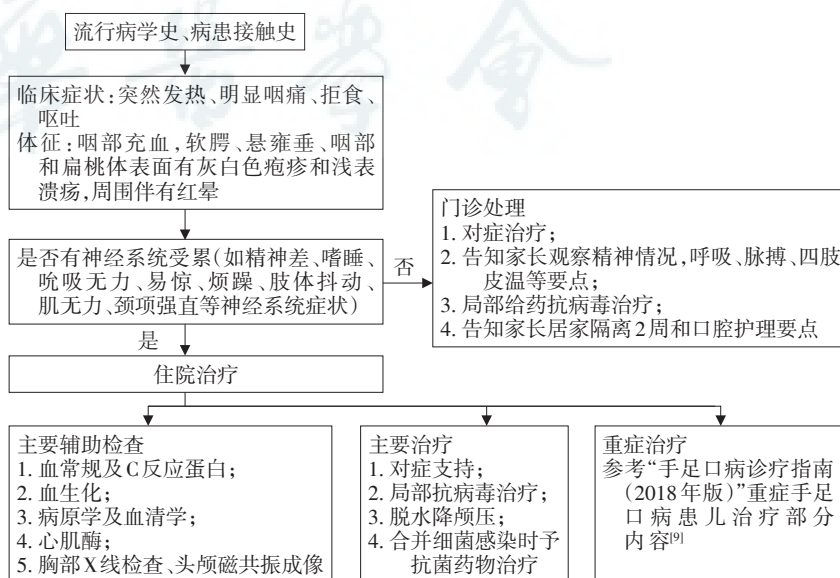 流行病学史、病患接触史
临床症状：突然发热、明显咽痛、拒食、
呕吐
体征：咽部充血，软腭、悬雍垂、咽部
和扁桃体表面有灰白色疱疹和浅表
溃疡，周围伴有红晕
是否有神经系统受累（如精神差、嗜睡、
吮吸无力、易惊、烦躁、肢体抖动、
肌无力、颈项强直等神经系统症状）
否
门诊处理
1. 对症治疗；
2. 告知家长观察精神情况，呼吸、脉搏、四肢
皮温等要点；
3. 局部给药抗病毒治疗；
4. 告知家长居家隔离2周和口腔护理要点
是
住院治疗
主要辅助检查
1. 血常规及C反应蛋白；
2. 血生化；
3. 病原学及血清学；
4. 心肌酶；
5. 胸部X线检查、头颅磁共振成像
主要治疗
1. 对症支持；
2. 局部抗病毒治疗；
3. 脱水降颅压；
4. 合并细菌感染时予
抗菌药物治疗
重症治疗
参考“手足口病诊疗指南
（2018年版）”重症手足
口病患儿治疗部分
内容[9]